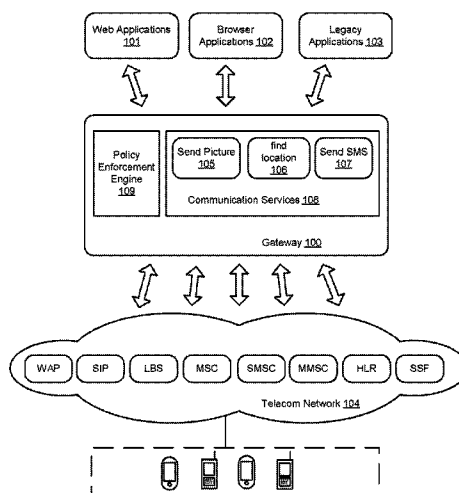 Web Applications
101
Browser
Applications 102
Legacy
Applications 103
Policy
Enforcement
Engine
109
Send Picture
105
find
location
106
Send SMS
107
Communication Services 108
Gateway 100
WAP
SIP
LBS
MSC
SMSC
MMSC
HLR
SSF
Telecom Network 104